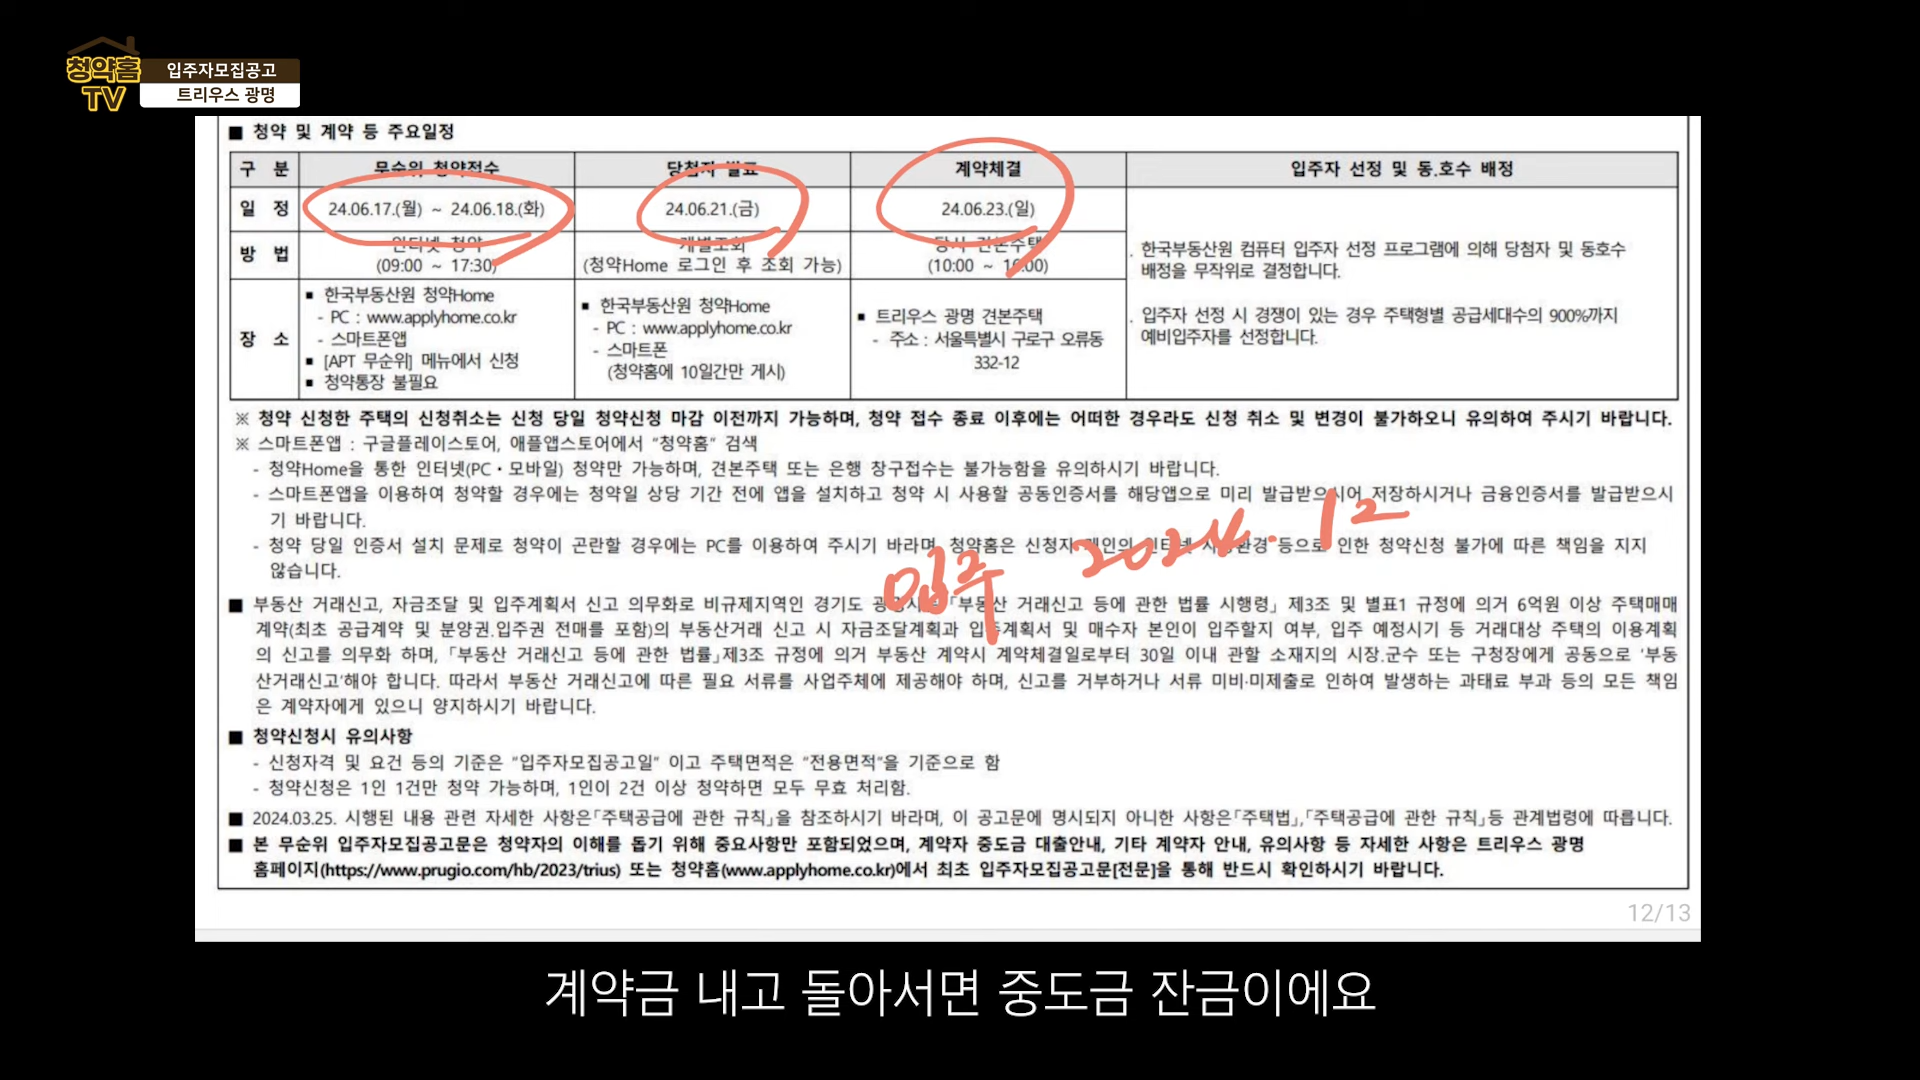 청약홈
TV
입주자모집공고
트리우스 광명
■ 청약 및 계약 등 주요일정
구 분
무순위 청약접수
당첨자 발표
계약체결
입주자 선정 및 동.호수 배정
일 정
24.06.17.(월) ~ 24.06.18.(화)
24.06.21.(금)
24.06.23.(일)
방 법
인터넷 청약
(09:00 ~ 17:30)
개별조회
(청약Home 로그인 후 조회 가능)
당사 견본주택
(10:00 ~ 16:00)
. 한국부동산원 컴퓨터 입주자 선정 프로그램에 의해 당첨자 및 동호수
배정을 무작위로 결정합니다.
. 입주자 선정 시 경쟁이 있는 경우 주택형별 공급세대수의 900%까지
예비입주자를 선정합니다.
장 소
■ 한국부동산원 청약Home
- PC : www.applyhome.co.kr
- 스마트폰앱
■ [APT 무순위] 메뉴에서 신청
■ 청약통장 불필요
■ 한국부동산원 청약Home
- PC : www.applyhome.co.kr
- 스마트폰
(청약홈에 10일간만 게시)
■ 트리우스 광명 견본주택
- 주소 : 서울특별시 구로구 오류동
332-12
※ 청약 신청한 주택의 신청취소는 신청 당일 청약신청 마감 이전까지 가능하며, 청약 접수 종료 이후에는 어떠한 경우라도 신청 취소 및 변경이 불가하오니 유의하여 주시기 바랍니다.
※ 스마트폰앱 : 구글플레이스토어, 애플앱스토어에서 "청약홈" 검색
- 청약Home을 통한 인터넷(PC·모바일) 청약만 가능하며, 견본주택 또는 은행 창구접수는 불가능함을 유의하시기 바랍니다.
- 스마트폰앱을 이용하여 청약할 경우에는 청약일 상당 기간 전에 앱을 설치하고 청약 시 사용할 공동인증서를 해당앱으로 미리 발급받으시어 저장하시거나 금융인증서를 발급받으시
기 바랍니다.
- 청약 당일 인증서 설치 문제로 청약이 곤란할 경우에는 PC를 이용하여 주시기 바라며, 청약홈은 신청자 개인의 인터넷 사용환경 등으로 인한 청약신청 불가에 따른 책임을 지지
않습니다.
입주 2024.12
■ 부동산 거래신고, 자금조달 및 입주계획서 신고 의무화로 비규제지역인 경기도 광명시는 「부동산 거래신고 등에 관한 법률 시행령」 제3조 및 별표1 규정에 의거 6억원 이상 주택매매
계약(최초 공급계약 및 분양권.입주권 전매를 포함)의 부동산거래 신고 시 자금조달계획과 입주계획서 및 매수자 본인이 입주할지 여부, 입주 예정시기 등 거래대상 주택의 이용계획
의 신고를 의무화 하며, 「부동산 거래신고 등에 관한 법률」제3조 규정에 의거 부동산 계약시 계약체결일로부터 30일 이내 관할 소재지의 시장.군수 또는 구청장에게 공동으로 '부동
산거래신고'해야 합니다. 따라서 부동산 거래신고에 따른 필요 서류를 사업주체에 제공해야 하며, 신고를 거부하거나 서류 미비·미제출로 인하여 발생하는 과태료 부과 등의 모든 책임
은 계약자에게 있으니 양지하시기 바랍니다.
■ 청약신청시 유의사항
- 신청자격 및 요건 등의 기준은 "입주자모집공고일" 이고 주택면적은 "전용면적"을 기준으로 함
- 청약신청은 1인 1건만 청약 가능하며, 1인이 2건 이상 청약하면 모두 무효 처리함.
■ 2024.03.25. 시행된 내용 관련 자세한 사항은「주택공급에 관한 규칙」을 참조하시기 바라며, 이 공고문에 명시되지 아니한 사항은「주택법」,「주택공급에 관한 규칙」등 관계법령에 따릅니다.
■ 본 무순위 입주자모집공고문은 청약자의 이해를 돕기 위해 중요사항만 포함되었으며, 계약자 중도금 대출안내, 기타 계약자 안내, 유의사항 등 자세한 사항은 트리우스 광명
홈페이지(https://www.prugio.com/hb/2023/trius) 또는 청약홈(www.applyhome.co.kr)에서 최초 입주자모집공고문[전문]을 통해 반드시 확인하시기 바랍니다.
12/13
계약금 내고 돌아서면 중도금 잔금이에요